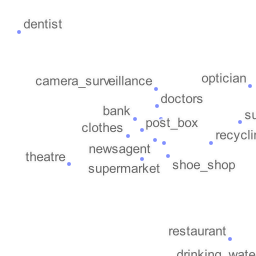 dentist
optician
camera_surveillance
doctors
bank
post_box
su
clothes
recyclin
newsagent
theatre
supermarket
shoe_shop
restaurant
drinking_wate